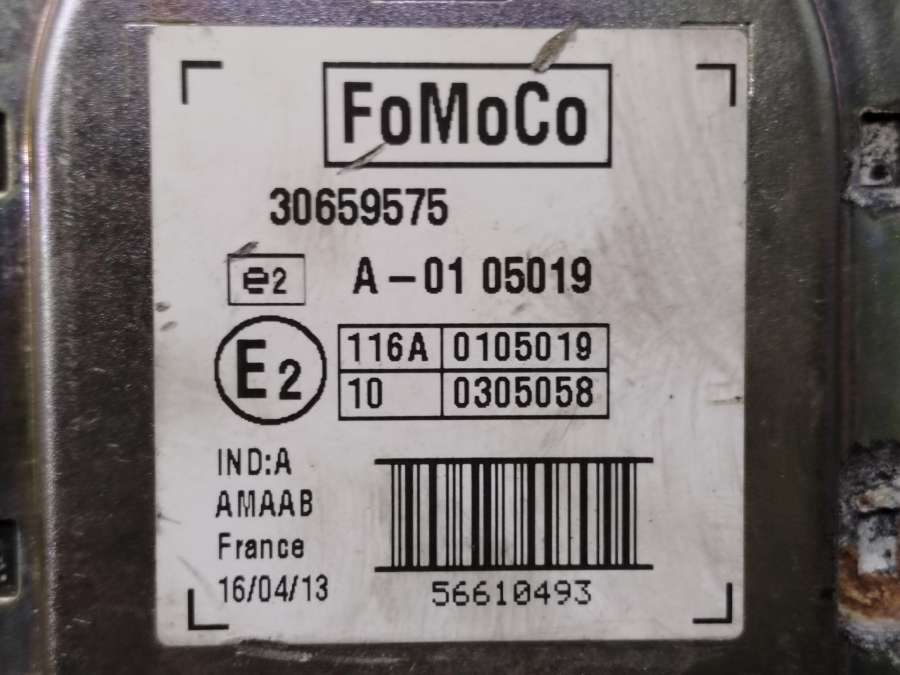 FoMoCo
30659575
e2 A-01 05019
E2 116A 0105019
10 0305058
IND:A
AMAAB
France
16/04/13
56610493